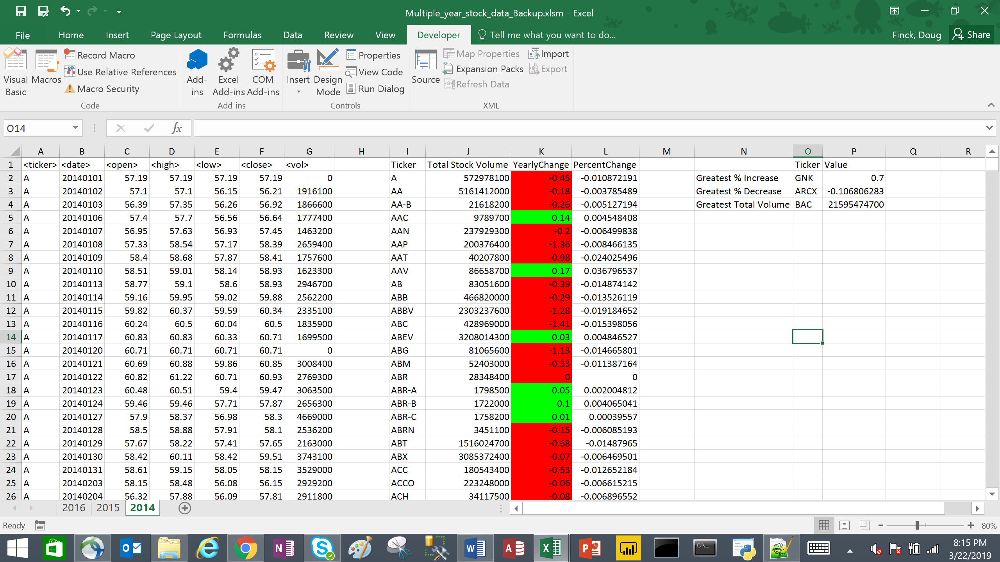 Multiple_year_stock_data_Backup.xlsm - Excel
File Home Insert Page Layout Formulas Data Review View Developer Tell me what you want to do... Finck, Doug Share
Visual Basic
Macros
Record Macro
Use Relative References
Macro Security
Code
Add-ins
Excel Add-ins
COM Add-ins
Add-ins
Insert
Design Mode
Properties
View Code
Run Dialog
Controls
Source
Map Properties
Expansion Packs
Refresh Data
Import
Export
XML
O14 fx
A B C D E F G H I J K L M N O P Q R
1 <ticker> <date> <open> <high> <low> <close> <vol> Ticker Total Stock Volume YearlyChange PercentChange Ticker Value
2 A 20140101 57.19 57.19 57.19 57.19 0 A 572978100 -0.45 -0.010872191 Greatest % Increase GNK 0.7
3 A 20140102 57.1 57.1 56.15 56.21 1916100 AA 5161412000 -0.18 -0.003785489 Greatest % Decrease ARCX -0.106806283
4 A 20140103 56.39 57.35 56.26 56.92 1866600 AA-B 21618200 -0.26 -0.005127194 Greatest Total Volume BAC 21595474700
5 A 20140106 57.4 57.7 56.56 56.64 1777400 AAC 9789700 0.14 0.004548408
6 A 20140107 56.95 57.63 56.93 57.45 1463200 AAN 237929300 -0.2 -0.006499838
7 A 20140108 57.33 58.54 57.17 58.39 2659400 AAP 200376400 -1.36 -0.008466135
8 A 20140109 58.4 58.68 57.87 58.41 1757600 AAT 40207800 -0.98 -0.024025496
9 A 20140110 58.51 59.01 58.14 58.93 1623300 AAV 86658700 0.17 0.036796537
10 A 20140113 58.77 59.1 58.6 58.93 2946700 AB 83051600 -0.39 -0.014874142
11 A 20140114 59.16 59.95 59.02 59.88 2562200 ABB 466820000 -0.29 -0.013526119
12 A 20140115 59.82 60.37 59.59 60.34 2335100 ABBV 2303237600 -1.28 -0.019184652
13 A 20140116 60.24 60.5 60.04 60.5 1835900 ABC 428969000 -1.41 -0.015398056
14 A 20140117 60.83 60.83 60.33 60.71 1699500 ABEV 3208014300 0.03 0.004846527
15 A 20140120 60.71 60.71 60.71 60.71 0 ABG 81065600 -1.13 -0.014665801
16 A 20140121 60.69 60.88 59.86 60.85 3008400 ABM 52403000 -0.33 -0.011387164
17 A 20140122 60.82 61.22 60.71 60.93 2769300 ABR 28348400 0 0
18 A 20140123 60.48 60.51 59.4 59.47 3063500 ABR-A 1798500 0.05 0.002004812
19 A 20140124 59.46 59.46 57.71 57.87 2656300 ABR-B 1722000 0.1 0.004065041
20 A 20140127 57.9 58.37 56.98 58.3 4669000 ABR-C 1758200 0.01 0.00039557
21 A 20140128 58.5 58.88 57.91 58.1 2536200 ABRN 3451100 -0.15 -0.006085193
22 A 20140129 57.67 58.22 57.41 57.65 2163000 ABT 1516024700 -0.68 -0.01487965
23 A 20140130 58.42 60.11 58.42 59.51 3743100 ABX 3085372400 -0.07 -0.006469501
24 A 20140131 58.61 59.15 58.05 58.15 3529000 ACC 180543400 -0.53 -0.012652184
25 A 20140203 58.15 58.48 56.08 56.15 2929200 ACCO 223248000 -0.06 -0.006615215
26 A 20140204 56.32 57.88 56.09 57.81 2911800 ACH 34117500 -0.08 -0.006896552
2016 2015 2014
Ready 80%
8:15 PM
3/22/2019